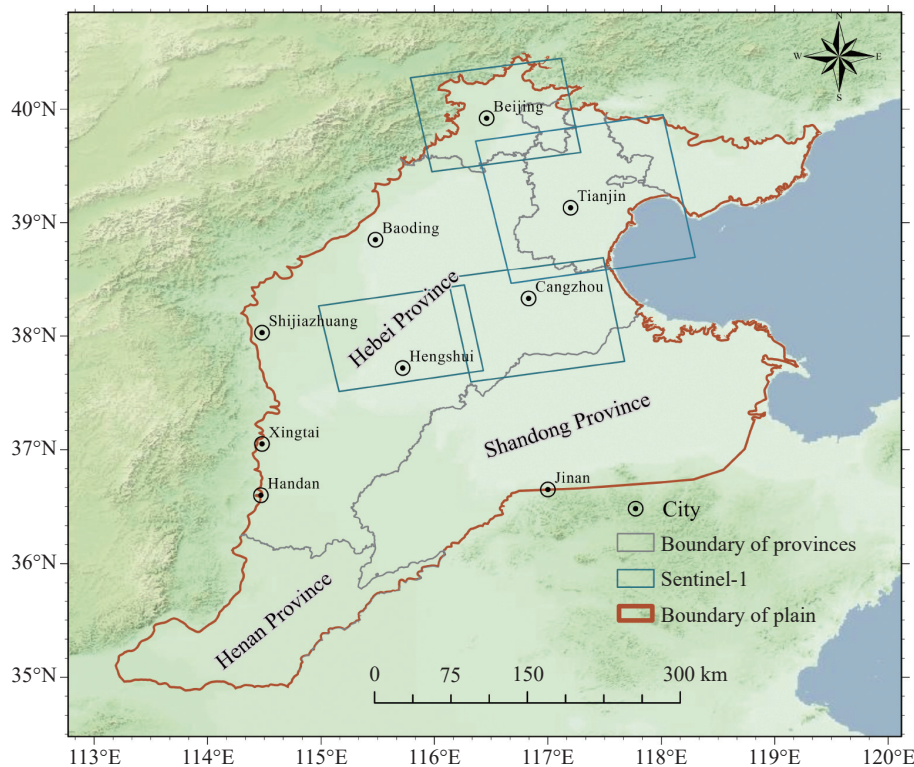 N
W E
S
40°N
39°N
38°N
37°N
36°N
35°N
Beijing
Tianjin
Baoding
Cangzhou
Hebei Province
Shijiazhuang
Hengshui
Shandong Province
Xingtai
Handan
Jinan
Henan Province
City
Boundary of provinces
Sentinel-1
Boundary of plain
0 75 150 300 km
113°E 114°E 115°E 116°E 117°E 118°E 119°E 120°E